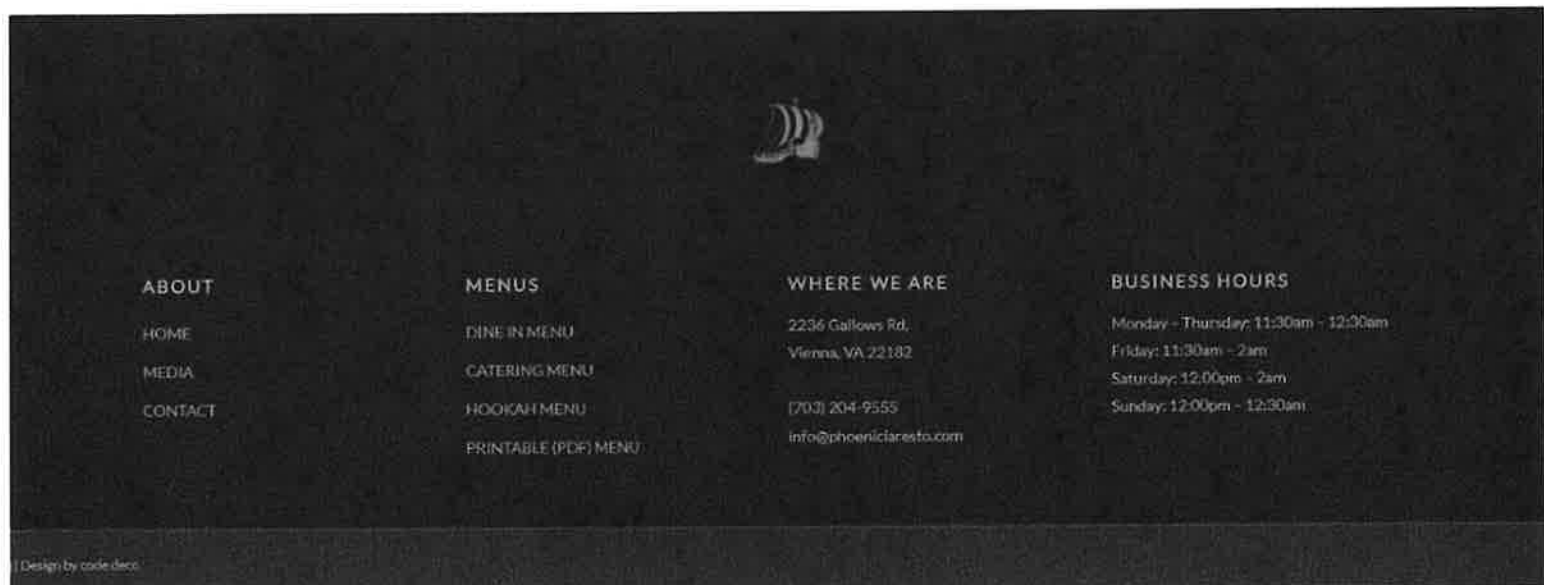 ABOUT
HOME
MEDIA
CONTACT
MENUS
DINE IN MENU
CATERING MENU
HOOKAH MENU
PRINTABLE (PDF) MENU
WHERE WE ARE
2236 Gallows Rd,
Vienna, VA 22182
(703) 204-9555
info@phoeniciaresto.com
BUSINESS HOURS
Monday - Thursday: 11:30am - 12:30am
Friday: 11:30am - 2am
Saturday: 12:00pm - 2am
Sunday: 12:00pm - 12:30am
| Design by code deco